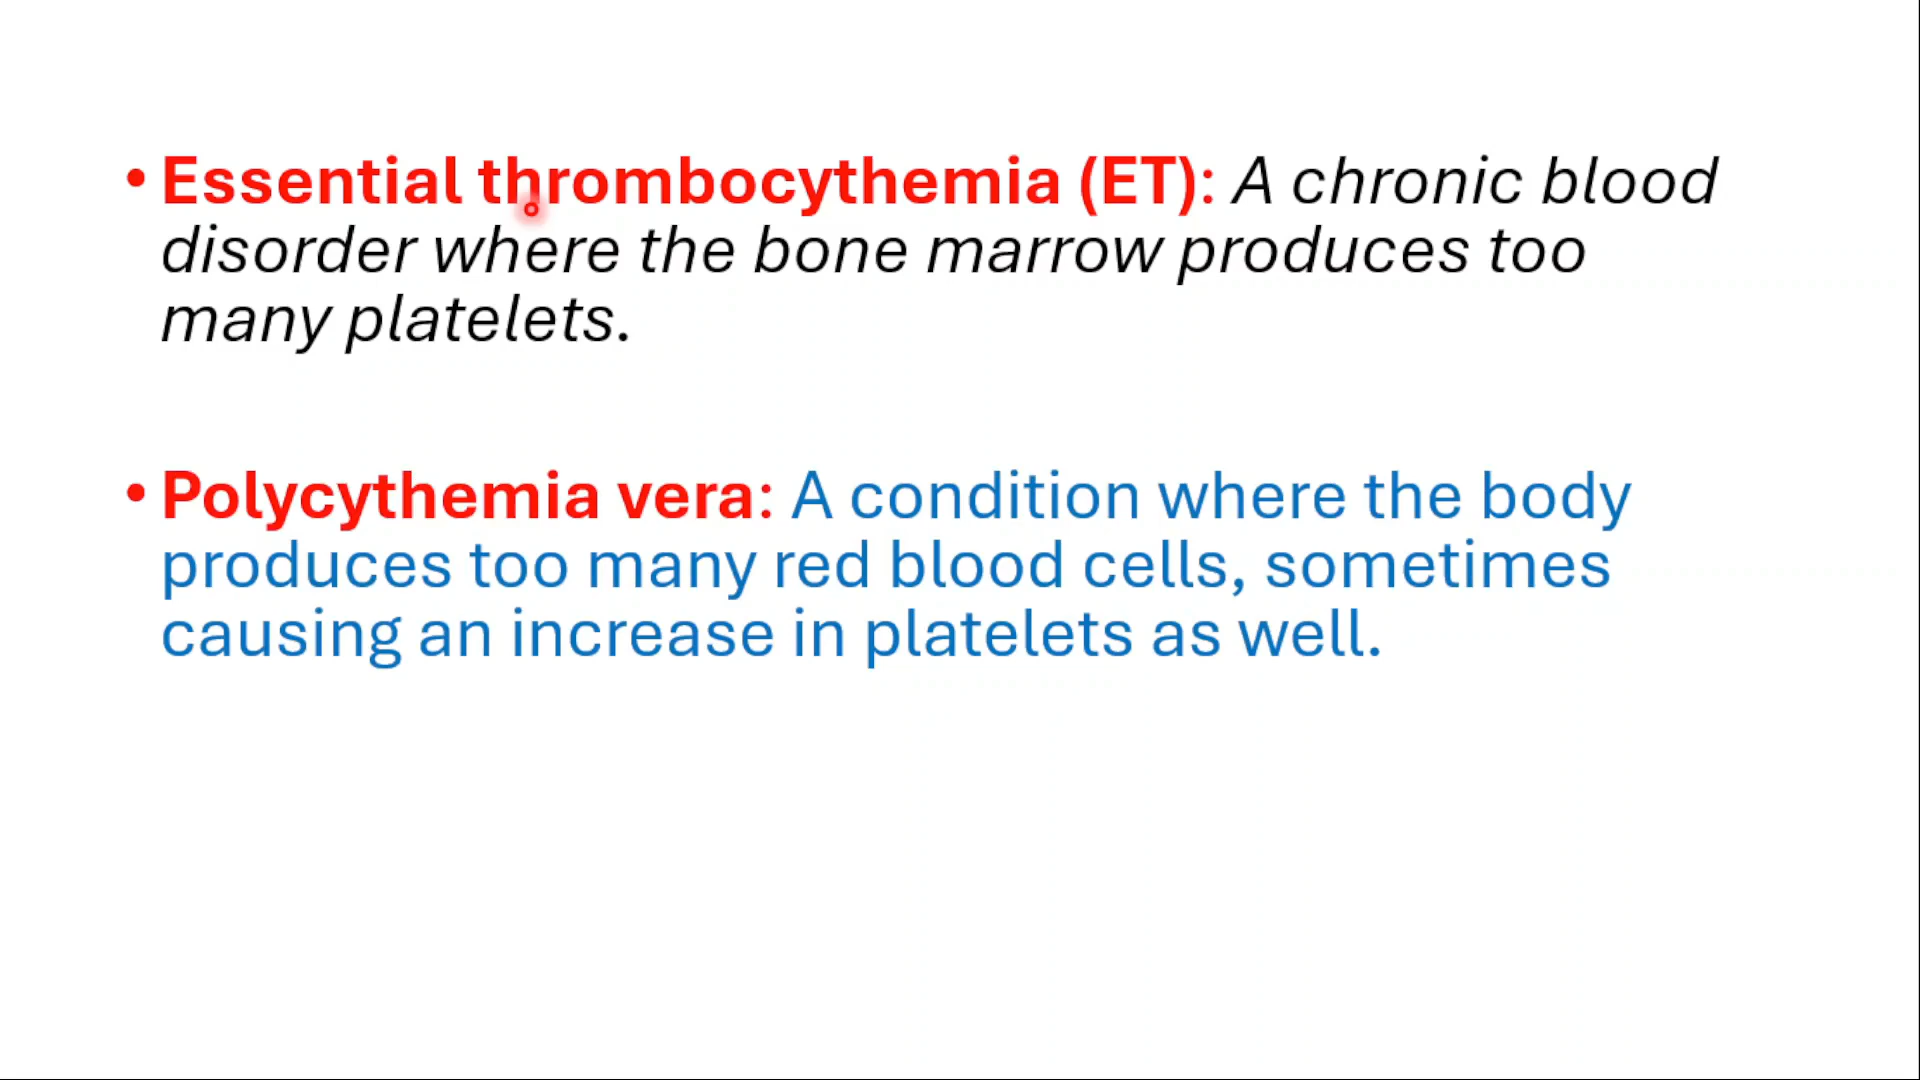 • Essential thrombocythemia (ET): A chronic blood
disorder where the bone marrow produces too
many platelets.
• Polycythemia vera: A condition where the body
produces too many red blood cells, sometimes
causing an increase in platelets as well.